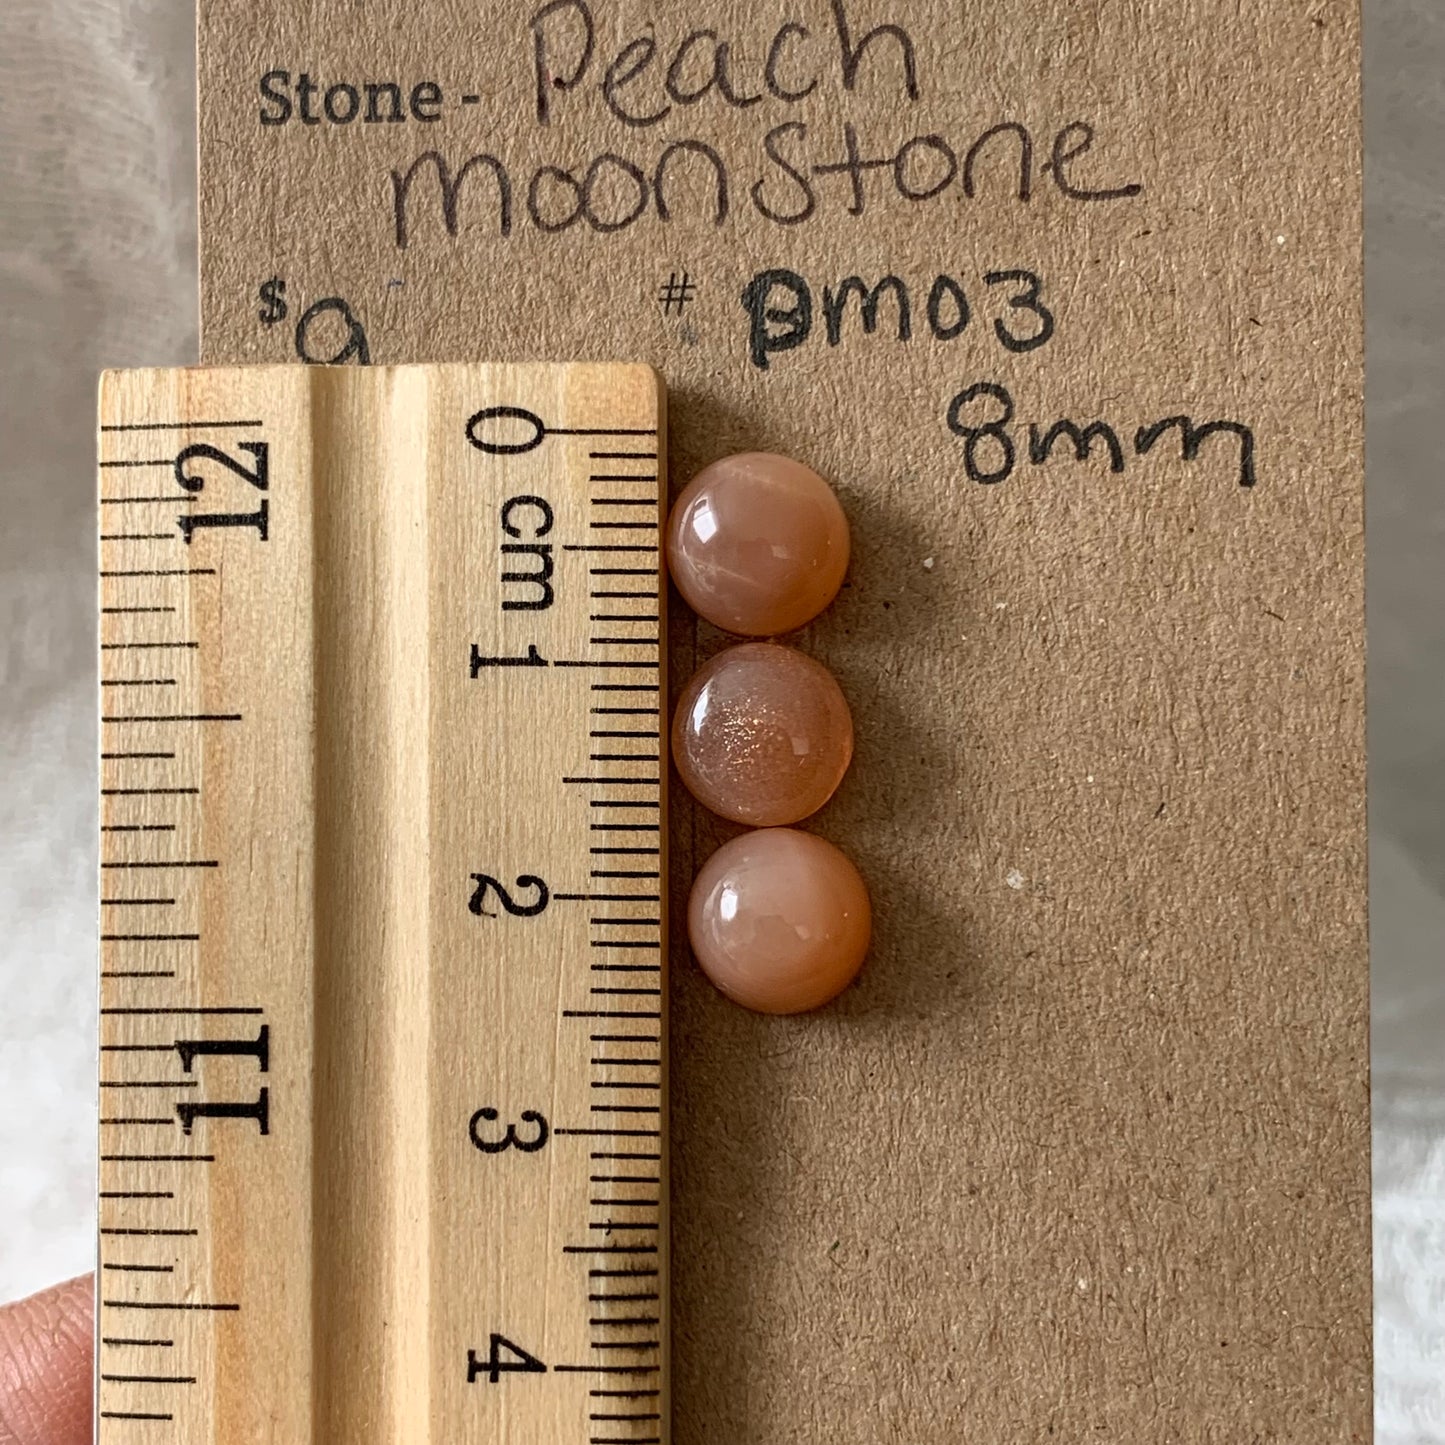 Stone - Peach
moonstone
$9 # PM03
8mm
0 cm 1 2 3 4
12 11